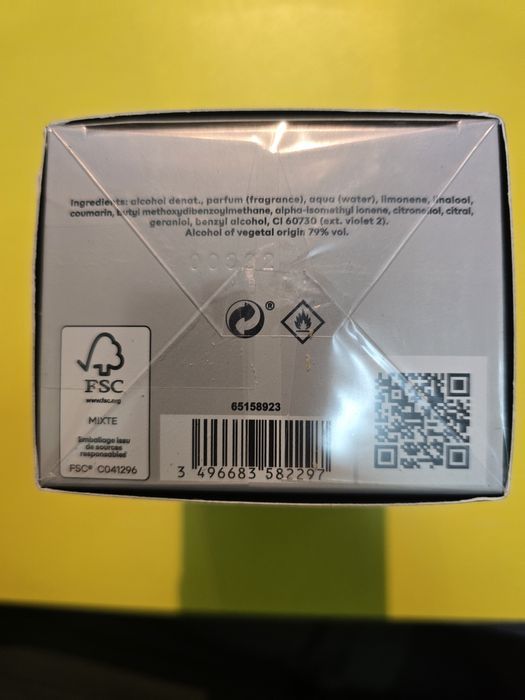 Ingredients: alcohol denat., parfum (fragrance), aqua (water), limonene, linalool,
coumarin, butyl methoxydibenzoylmethane, alpha-isomethyl ionene, citronellol, citral,
geraniol, benzyl alcohol, CI 60730 (ext. violet 2).
Alcohol of vegetal origin 79% vol.
®
FSC
www.fsc.org
MIXTE
Emballage issu
de sources
responsables
FSC® C041296
65158923
3 496683 582297